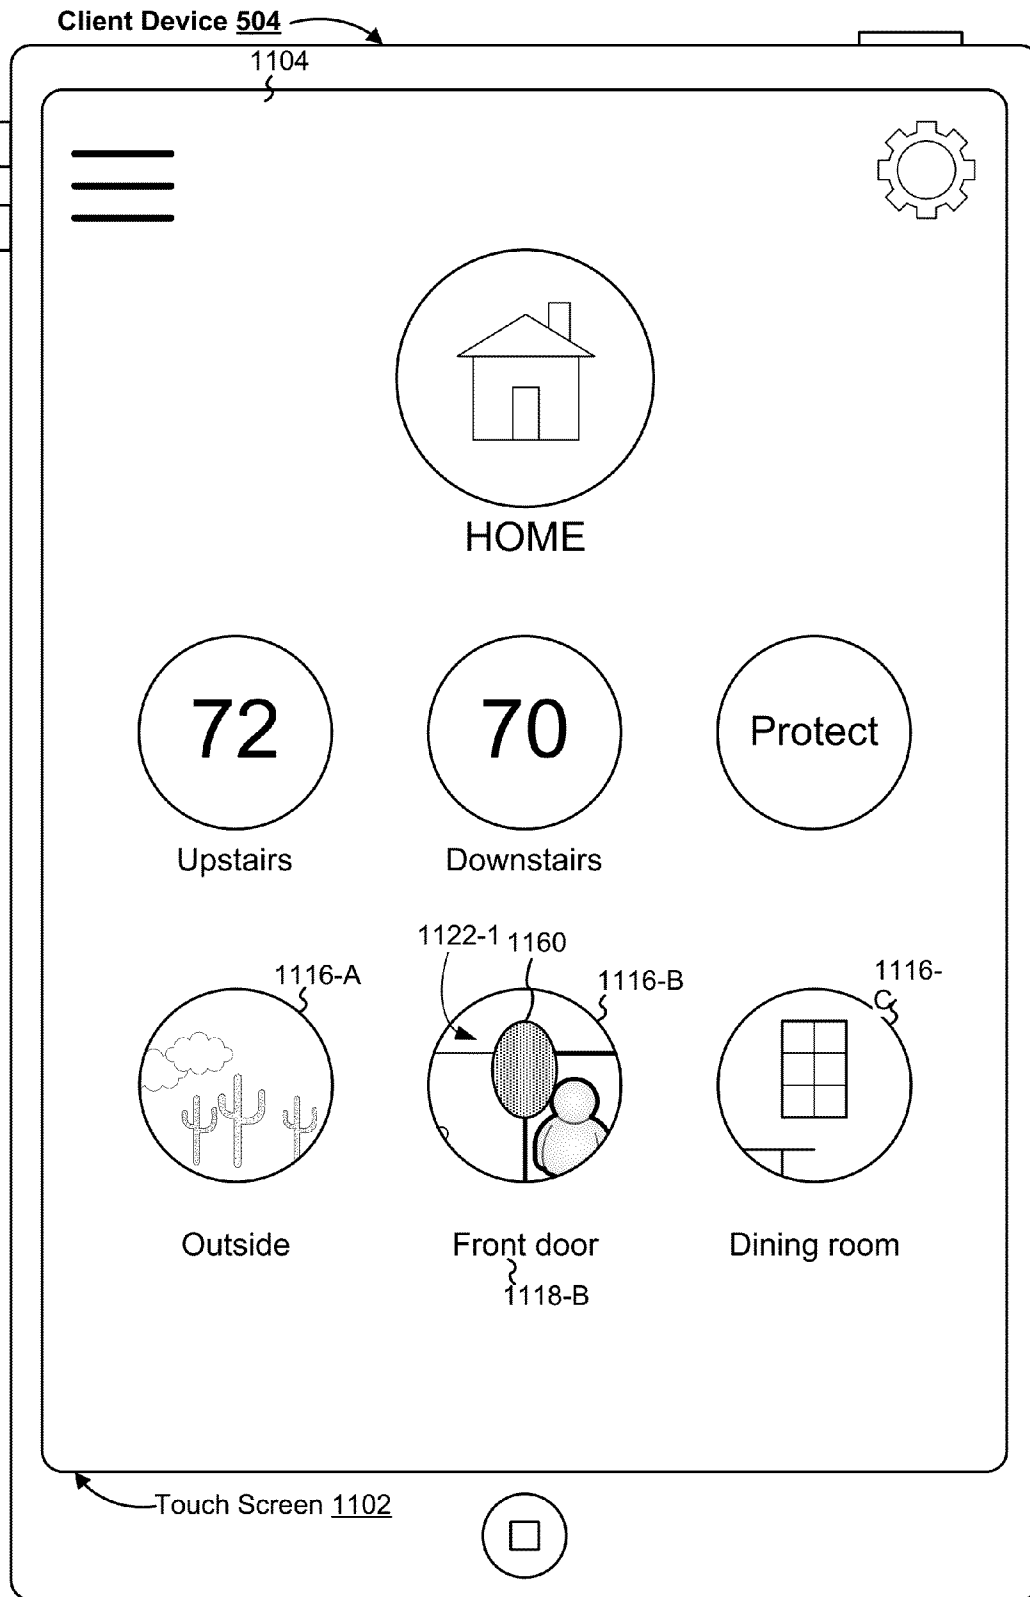 Client Device 504
1104
HOME
72
70
Protect
Upstairs
Downstairs
1122-1
1160
1116-A
1116-B
1116-
C
Outside
Front door
Dining room
1118-B
Touch Screen 1102